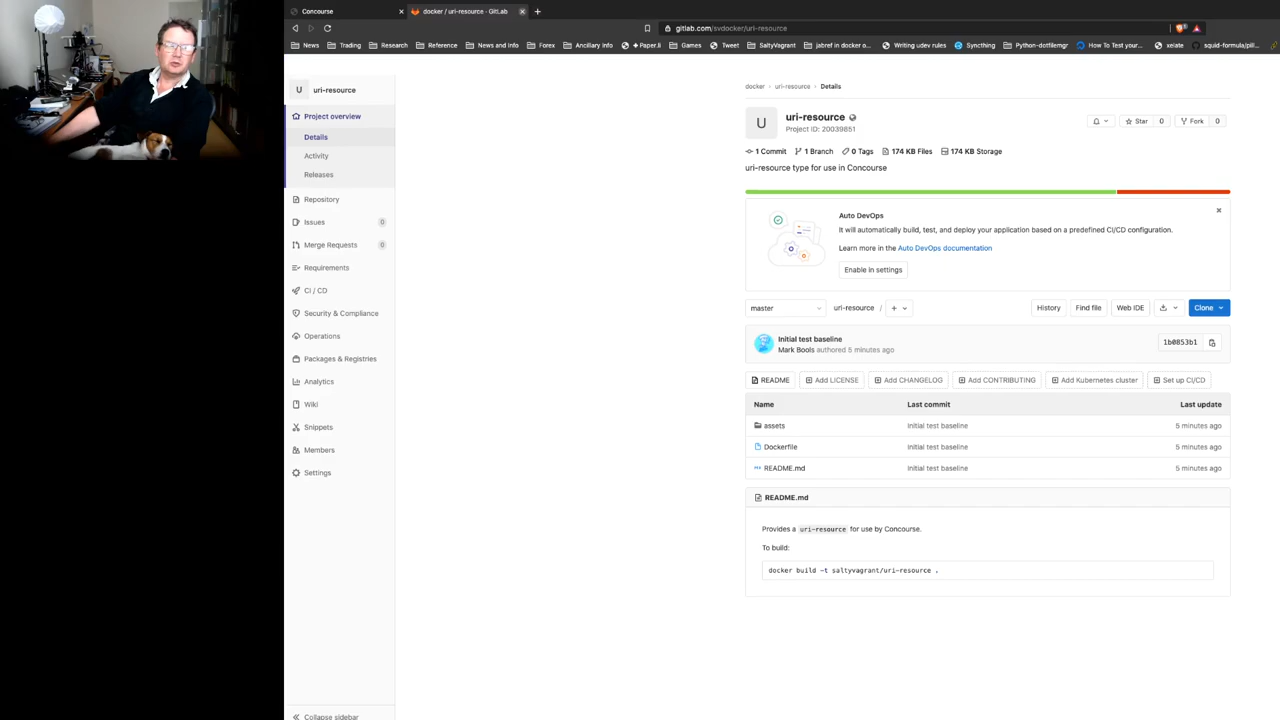 Concourse
docker / uri-resource · GitLab
gitlab.com/svdocker/uri-resource
News
Trading
Research
Reference
News and Info
Forex
Ancillary Info
Paper.li
Games
Tweet
SaltyVagrant
jabref in docker o...
Writing udev rules
Syncthing
Python-dotfilemgr
How To Test your...
xeiate
squid-formula/pill...
U
uri-resource
Project overview
Details
Activity
Releases
Repository
Issues
0
Merge Requests
0
Requirements
CI / CD
Security & Compliance
Operations
Packages & Registries
Analytics
Wiki
Snippets
Members
Settings
Collapse sidebar
docker › uri-resource › Details
U
uri-resource
Project ID: 20039851
Star 0
Fork 0
1 Commit 1 Branch 0 Tags 174 KB Files 174 KB Storage
uri-resource type for use in Concourse
Auto DevOps
It will automatically build, test, and deploy your application based on a predefined CI/CD configuration.
Learn more in the Auto DevOps documentation
Enable in settings
master
uri-resource / +
History
Find file
Web IDE
Clone
Initial test baseline
Mark Bools authored 5 minutes ago
1b0853b1
README
Add LICENSE
Add CHANGELOG
Add CONTRIBUTING
Add Kubernetes cluster
Set up CI/CD
Name Last commit Last update
assets Initial test baseline 5 minutes ago
Dockerfile Initial test baseline 5 minutes ago
README.md Initial test baseline 5 minutes ago
README.md
Provides a uri-resource for use by Concourse.
To build:
docker build -t saltyvagrant/uri-resource .